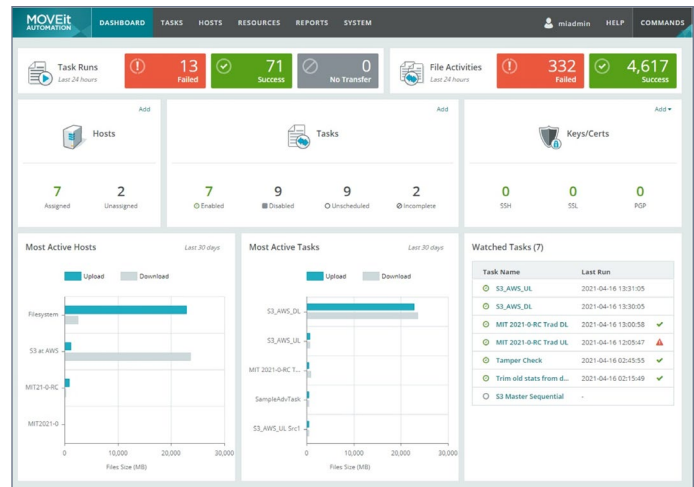 MOVEit
AUTOMATION
DASHBOARD
TASKS
HOSTS
RESOURCES
REPORTS
SYSTEM
miadmin
HELP
COMMANDS
Task Runs
Last 24 hours
13
Failed
71
Success
0
No Transfer
File Activities
Last 24 hours
332
Failed
4,617
Success
Add
Hosts
7
Assigned
2
Unassigned
Add
Tasks
7
Enabled
9
Disabled
9
Unscheduled
2
Incomplete
Add
Keys/Certs
0
SSH
0
SSL
0
PGP
Most Active Hosts
Last 30 days
Upload
Download
Filesystem
S3 at AWS
MIT21-0-RC
MIT2021-0
0
10,000
20,000
30,000
Files Size (MB)
Most Active Tasks
Last 30 days
Upload
Download
S3_AWS_DL
S3_AWS_UL
MIT 2021-0-RC T...
SampleAdvTask
S3_AWS_UL Src1
0
10,000
20,000
30,000
Files Size (MB)
Watched Tasks (7)
Task Name
Last Run
S3_AWS_UL
2021-04-16 13:31:05
S3_AWS_DL
2021-04-16 13:30:05
MIT 2021-0-RC Trad DL
2021-04-16 13:00:58
MIT 2021-0-RC Trad UL
2021-04-16 12:05:47
Tamper Check
2021-04-16 02:45:55
Trim old stats from d...
2021-04-16 02:15:49
S3 Master Sequential
-